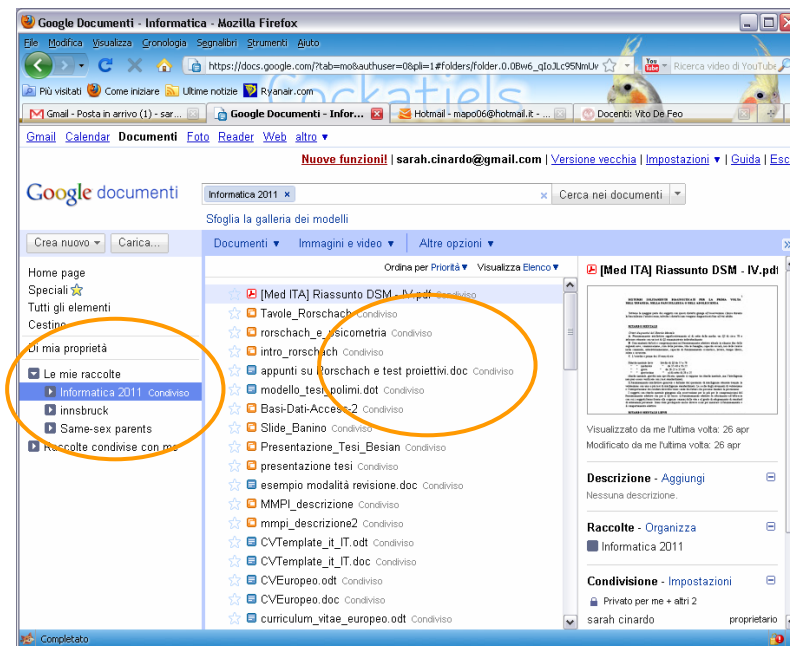 Google Documenti - Informatica - Mozilla Firefox
File Modifica Visualizza Cronologia Segnalibri Strumenti Aiuto
https://docs.google.com/?tab=mo&authuser=0&pli=1#folders/folder.0.0Bw6_qIoJLc95NmUv
Ricerca video di YouTube
Più visitati Come iniziare Ultime notizie Ryanair.com
Cockatiels
Gmail - Posta in arrivo (1) - sar...
Google Documenti - Infor...
Hotmail - mapo06@hotmail.it - ...
Docenti: Vito De Feo
Gmail Calendar Documenti Foto Reader Web altro ▼
Nuove funzioni! | sarah.cinardo@gmail.com | Versione vecchia | Impostazioni ▼ | Guida | Esc
Google documenti
Informatica 2011 ×
× Cerca nei documenti
Sfoglia la galleria dei modelli
Crea nuovo Carica...
Documenti ▼ Immagini e video ▼ Altre opzioni ▼
Home page
Speciali
Tutti gli elementi
Cestino
Di mia proprietà
Le mie raccolte
Informatica 2011 Condiviso
innsbruck
Same-sex parents
Raccolte condivise con me
Ordina per Priorità ▼ Visualizza Elenco ▼
[Med ITA] Riassunto DSM - IV.pdf Condiviso
Tavole_Rorschach Condiviso
rorschach_e_psicometria Condiviso
intro_rorschach Condiviso
appunti su Rorschach e test proiettivi.doc Condiviso
modello_tesi_polimi.dot Condiviso
Basi-Dati-Access-2 Condiviso
Slide_Banino Condiviso
Presentazione_Tesi_Besian Condiviso
presentazione tesi Condiviso
esempio modalità revisione.doc Condiviso
MMPI_descrizione Condiviso
mmpi_descrizione2 Condiviso
CVTemplate_it_IT.odt Condiviso
CVTemplate_it_IT.doc Condiviso
CVEuropeo.odt Condiviso
CVEuropeo.doc Condiviso
curriculum_vitae_europeo.odt Condiviso
[Med ITA] Riassunto DSM - IV.pdf
Visualizzato da me l'ultima volta: 26 apr
Modificato da me l'ultima volta: 26 apr
Descrizione - Aggiungi
Nessuna descrizione.
Raccolte - Organizza
Informatica 2011
Condivisione - Impostazioni
Privato per me + altri 2
sarah cinardo proprietario
Completato